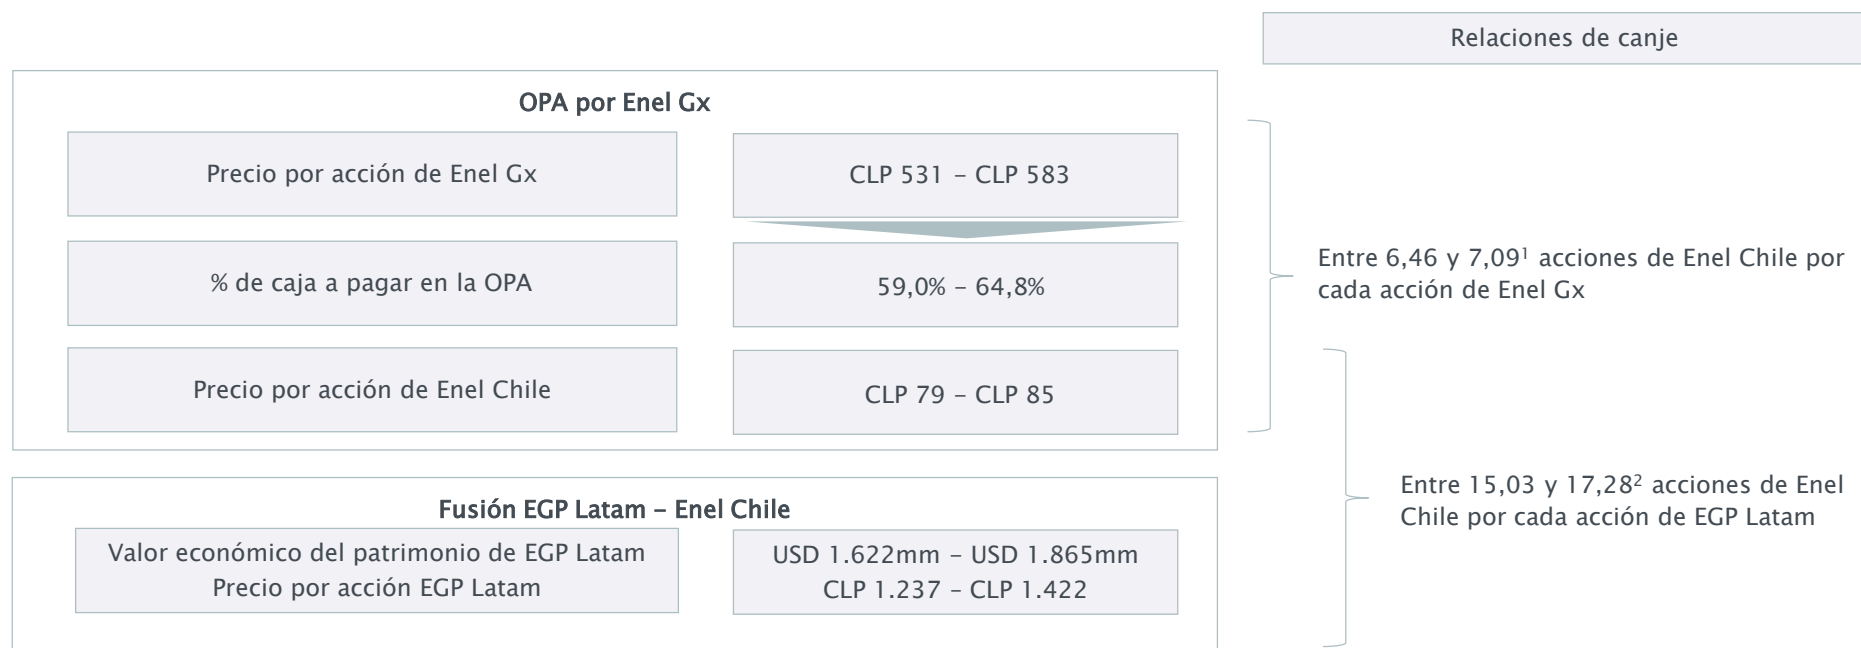 Relaciones de canje
OPA por Enel Gx
Precio por acción de Enel Gx
CLP 531 – CLP 583
% de caja a pagar en la OPA
59,0% – 64,8%
Precio por acción de Enel Chile
CLP 79 – CLP 85
Entre 6,46 y 7,09¹ acciones de Enel Chile por
cada acción de Enel Gx
Fusión EGP Latam – Enel Chile
Valor económico del patrimonio de EGP Latam
Precio por acción EGP Latam
USD 1.622mm – USD 1.865mm
CLP 1.237 – CLP 1.422
Entre 15,03 y 17,28² acciones de Enel
Chile por cada acción de EGP Latam